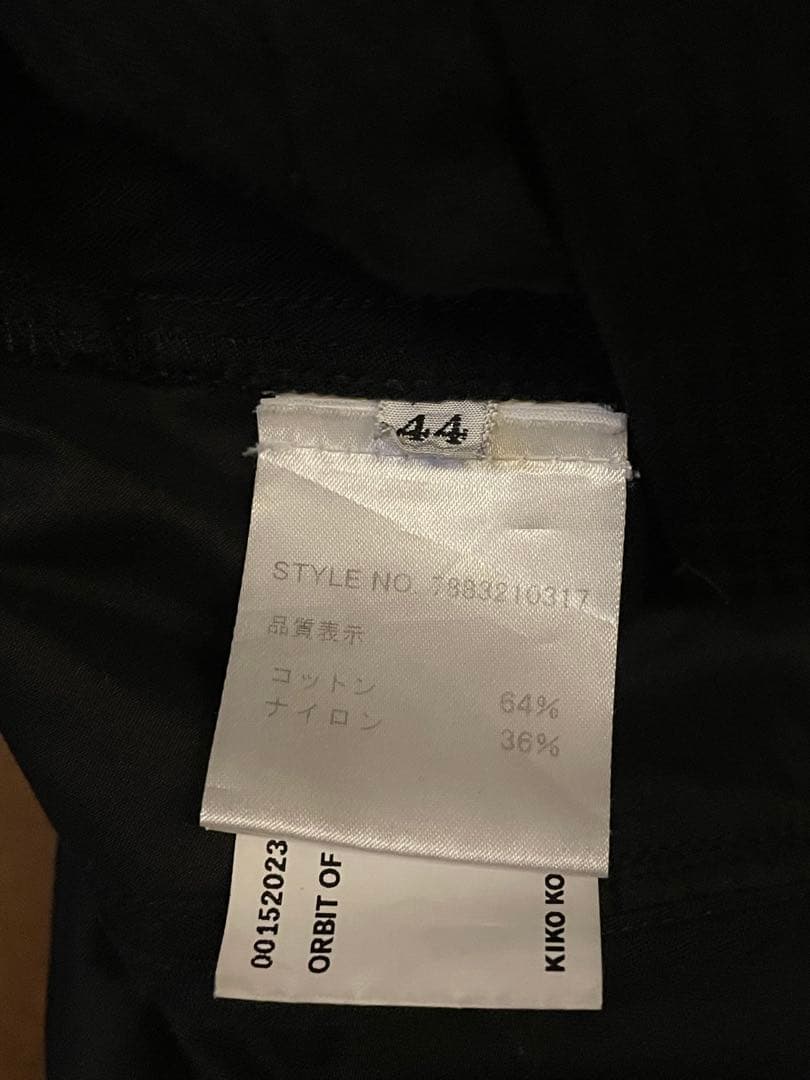 44
STYLE NO. 7883210317
品質表示
コットン 64%
ナイロン 36%
00152023
ORBIT OF
KIKO KO